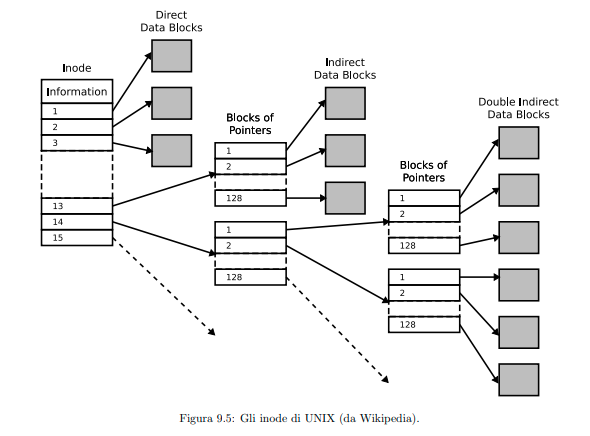 Direct
Data Blocks
Inode
Information
1
2
3
13
14
15
Indirect
Data Blocks
Blocks of
Pointers
1
2
128
1
2
128
Double Indirect
Data Blocks
Blocks of
Pointers
1
2
128
1
2
128
Figura 9.5: Gli inode di UNIX (da Wikipedia).